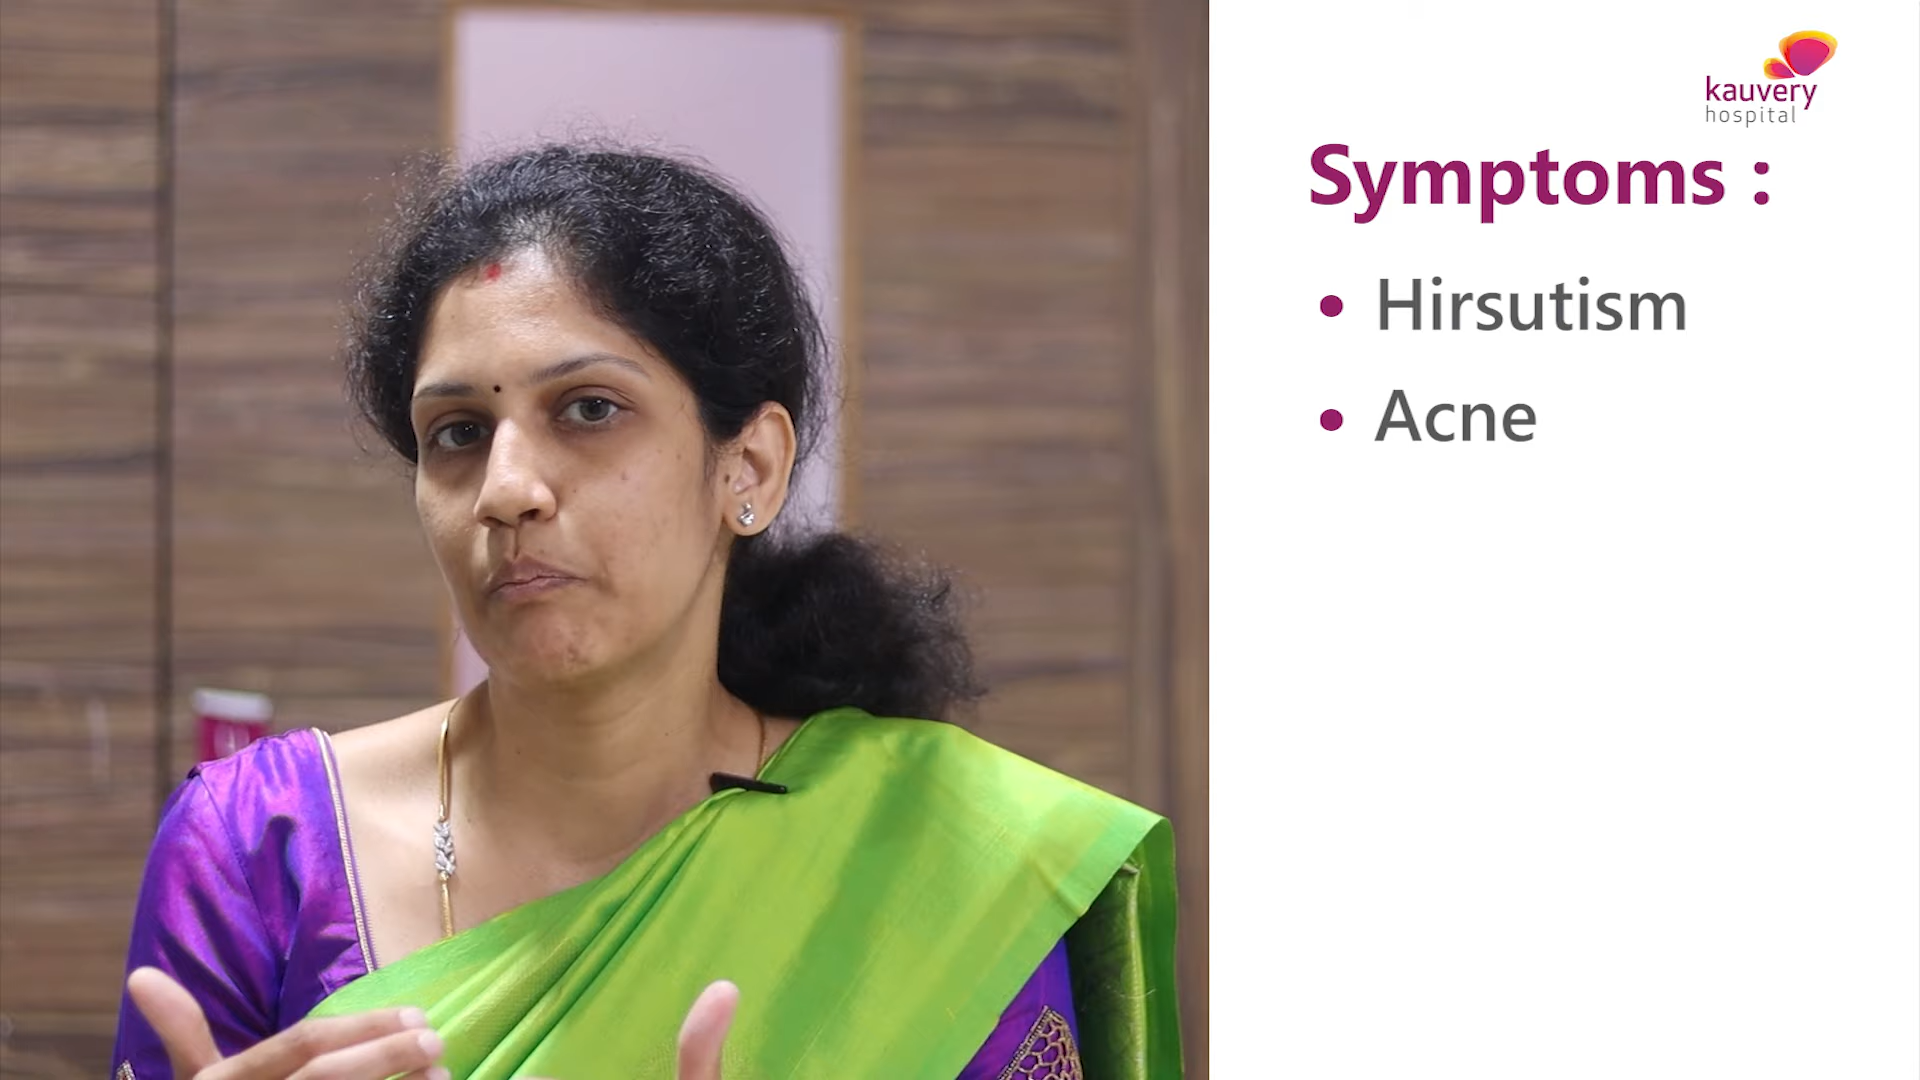 kauvery
hospital
Symptoms :
• Hirsutism
• Acne